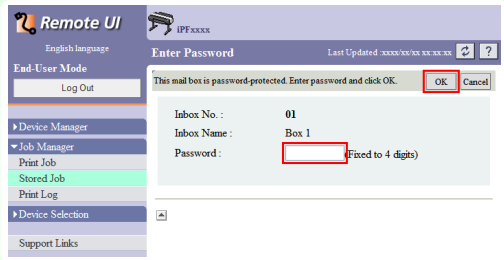 Remote UI
iPFxxxx
English language
Enter Password
Last Updated :xxxx/xx/xx xx:xx:xx
?
End-User Mode
Log Out
This mail box is password-protected. Enter password and click OK.
OK
Cancel
Inbox No. :
01
Inbox Name :
Box 1
Password :
(Fixed to 4 digits)
Device Manager
Job Manager
Print Job
Stored Job
Print Log
Device Selection
Support Links